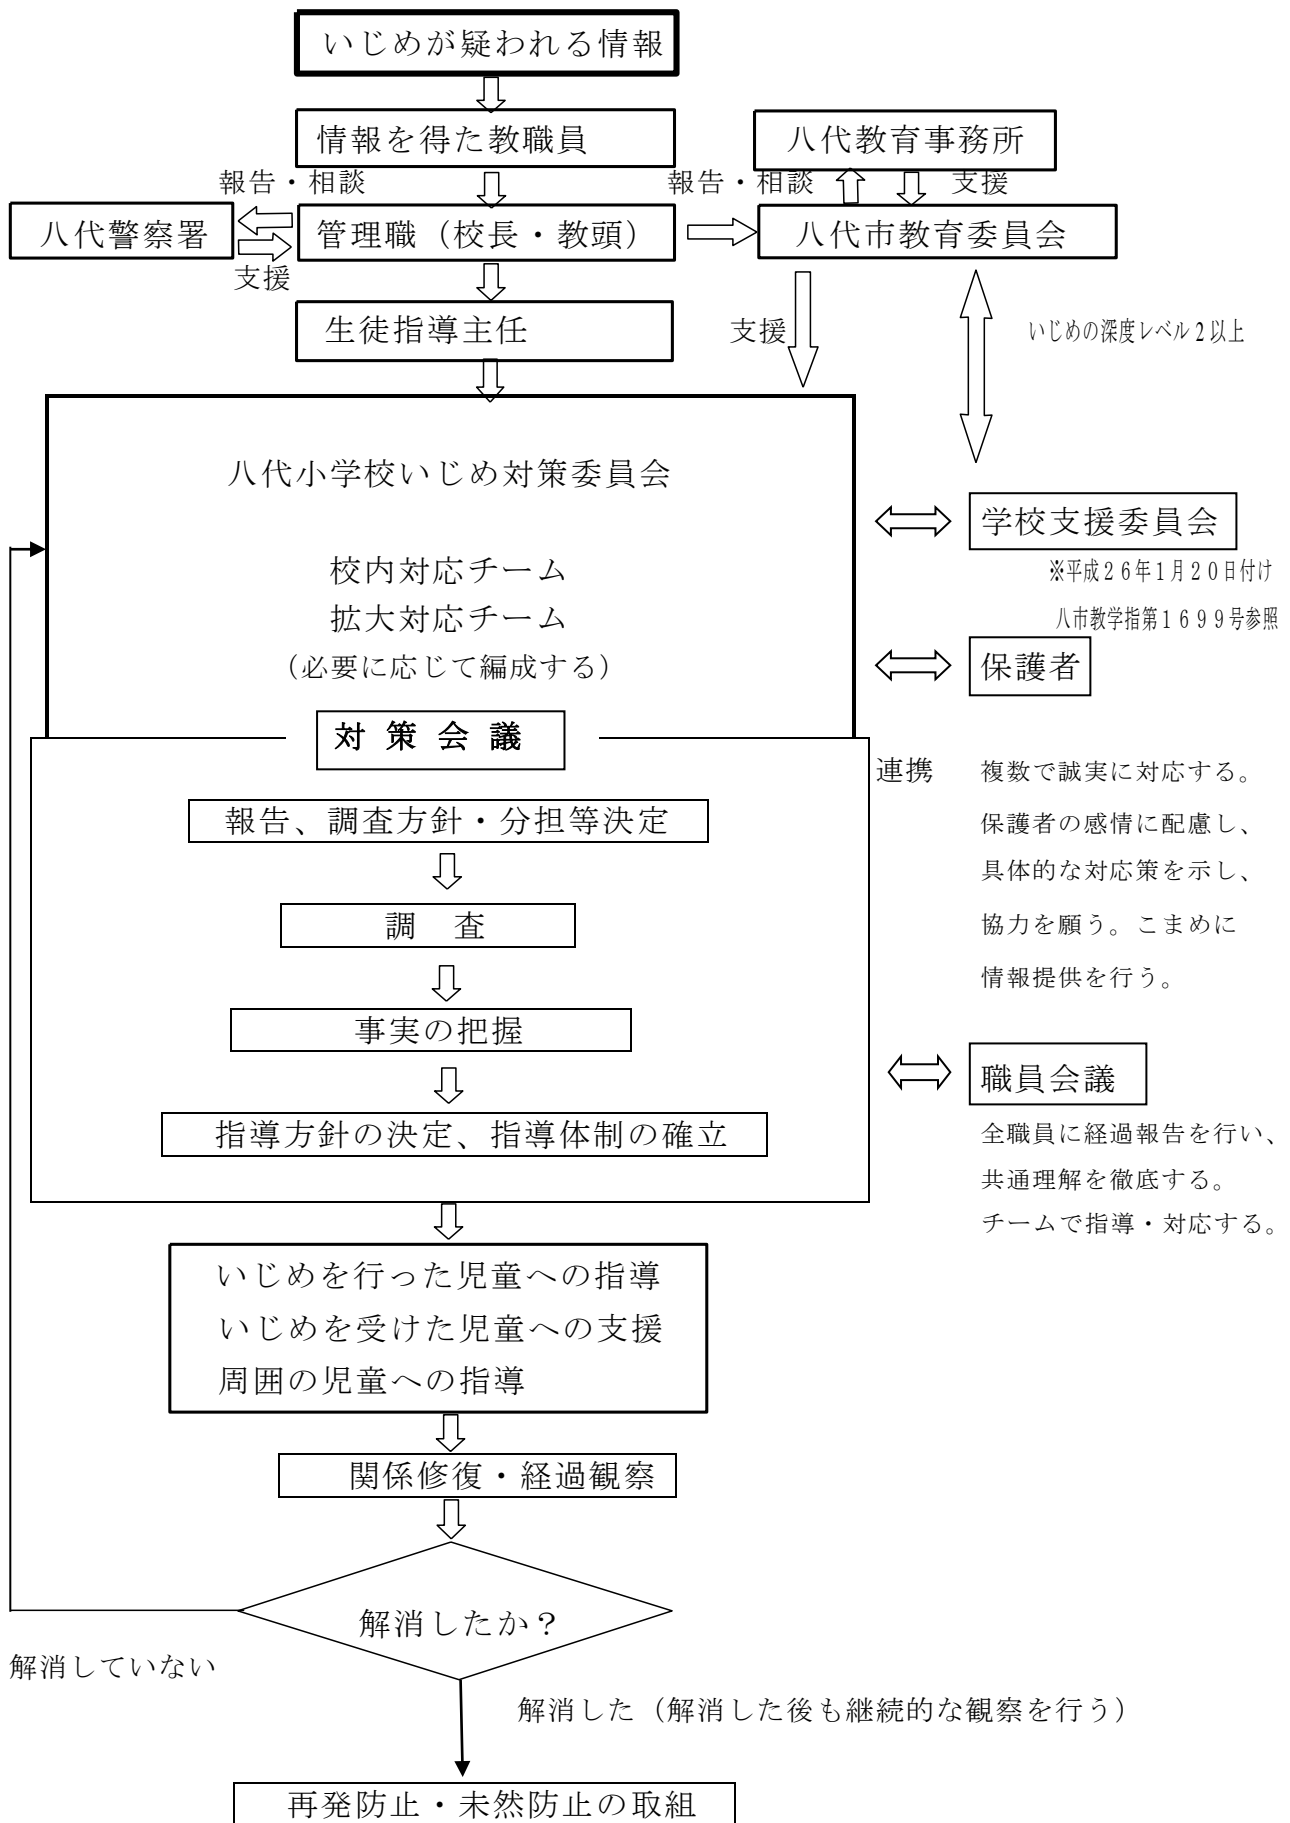 いじめが疑われる情報
情報を得た教職員
八代教育事務所
報告・相談
報告・相談
支援
八代警察署
管理職（校長・教頭）
八代市教育委員会
支援
生徒指導主任
支援
いじめの深度レベル２以上
八代小学校いじめ対策委員会
学校支援委員会
※平成２６年１月２０日付け
八市教学指第１６９９号参照
校内対応チーム
拡大対応チーム
（必要に応じて編成する）
保護者
対策会議
連携
複数で誠実に対応する。
保護者の感情に配慮し、
具体的な対応策を示し、
協力を願う。こまめに
情報提供を行う。
報告、調査方針・分担等決定
調　査
事実の把握
指導方針の決定、指導体制の確立
職員会議
全職員に経過報告を行い、
共通理解を徹底する。
チームで指導・対応する。
いじめを行った児童への指導
いじめを受けた児童への支援
周囲の児童への指導
関係修復・経過観察
解消したか？
解消していない
解消した（解消した後も継続的な観察を行う）
再発防止・未然防止の取組